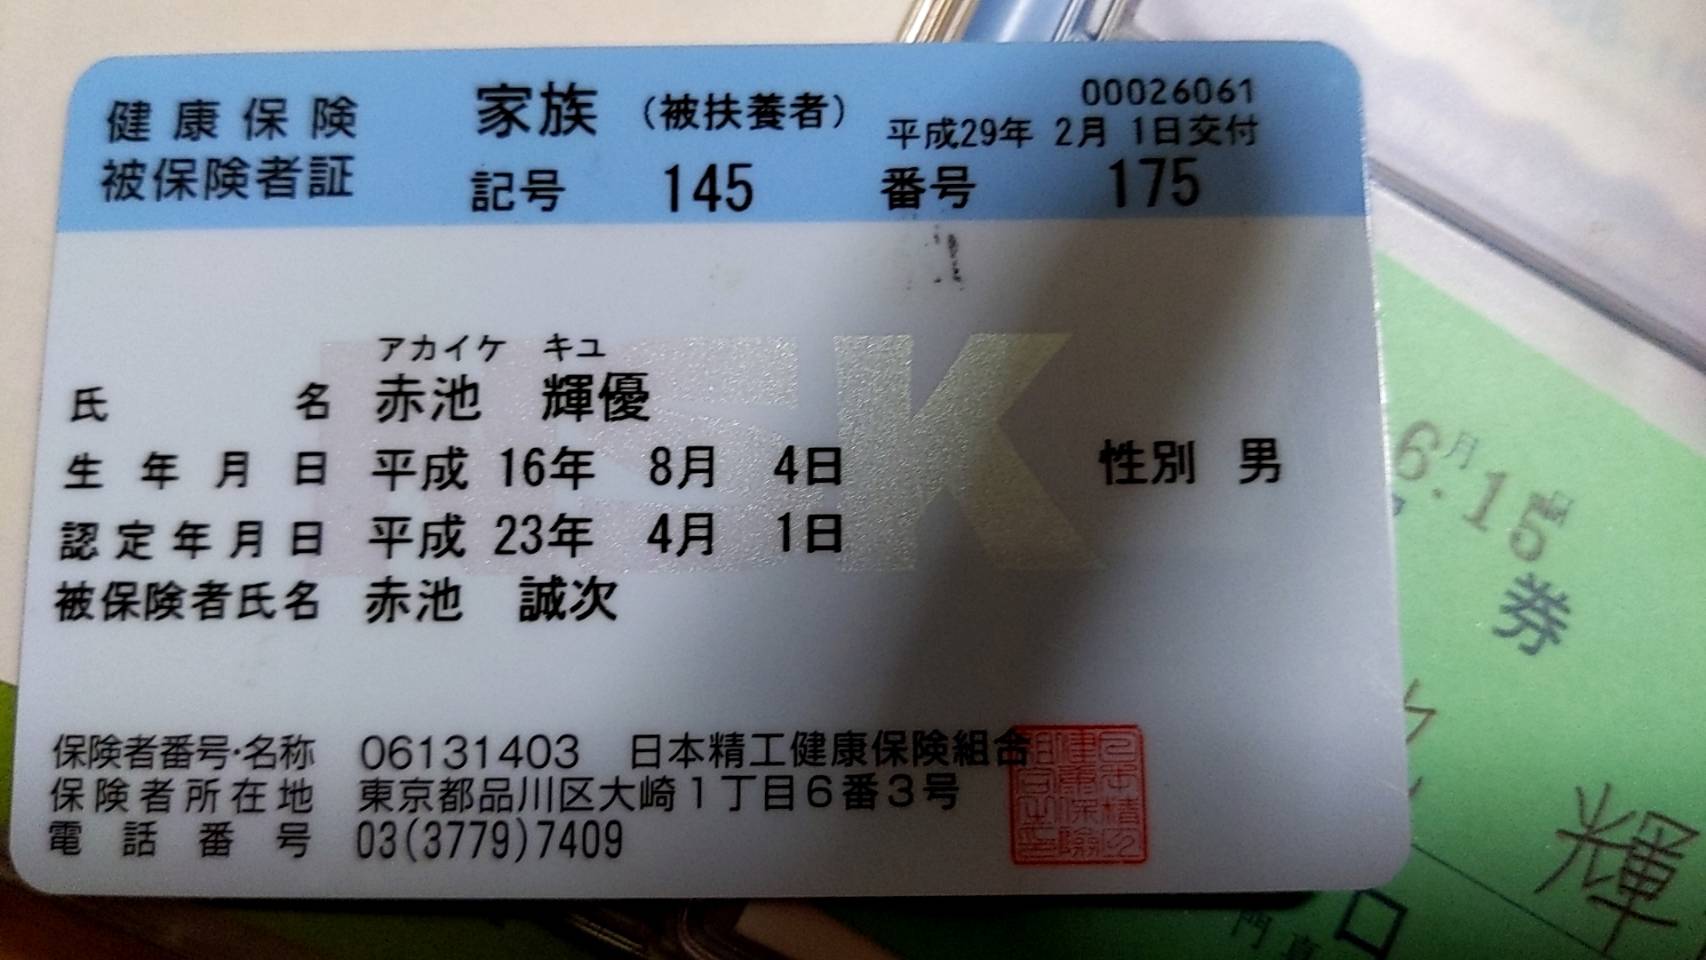 健康保険 家族 (被扶養者) 00026061
被保険者証 平成29年 2月 1日交付
記号 145 番号 175
アカイケ キユ
氏名 赤池 輝優
生年月日 平成 16年 8月 4日 性別 男
認定年月日 平成 23年 4月 1日
被保険者氏名 赤池 誠次
保険者番号・名称 06131403 日本精工健康保険組合
保険者所在地 東京都品川区大崎1丁目6番3号
電話番号 03(3779)7409
NSK
6月15
券
輝